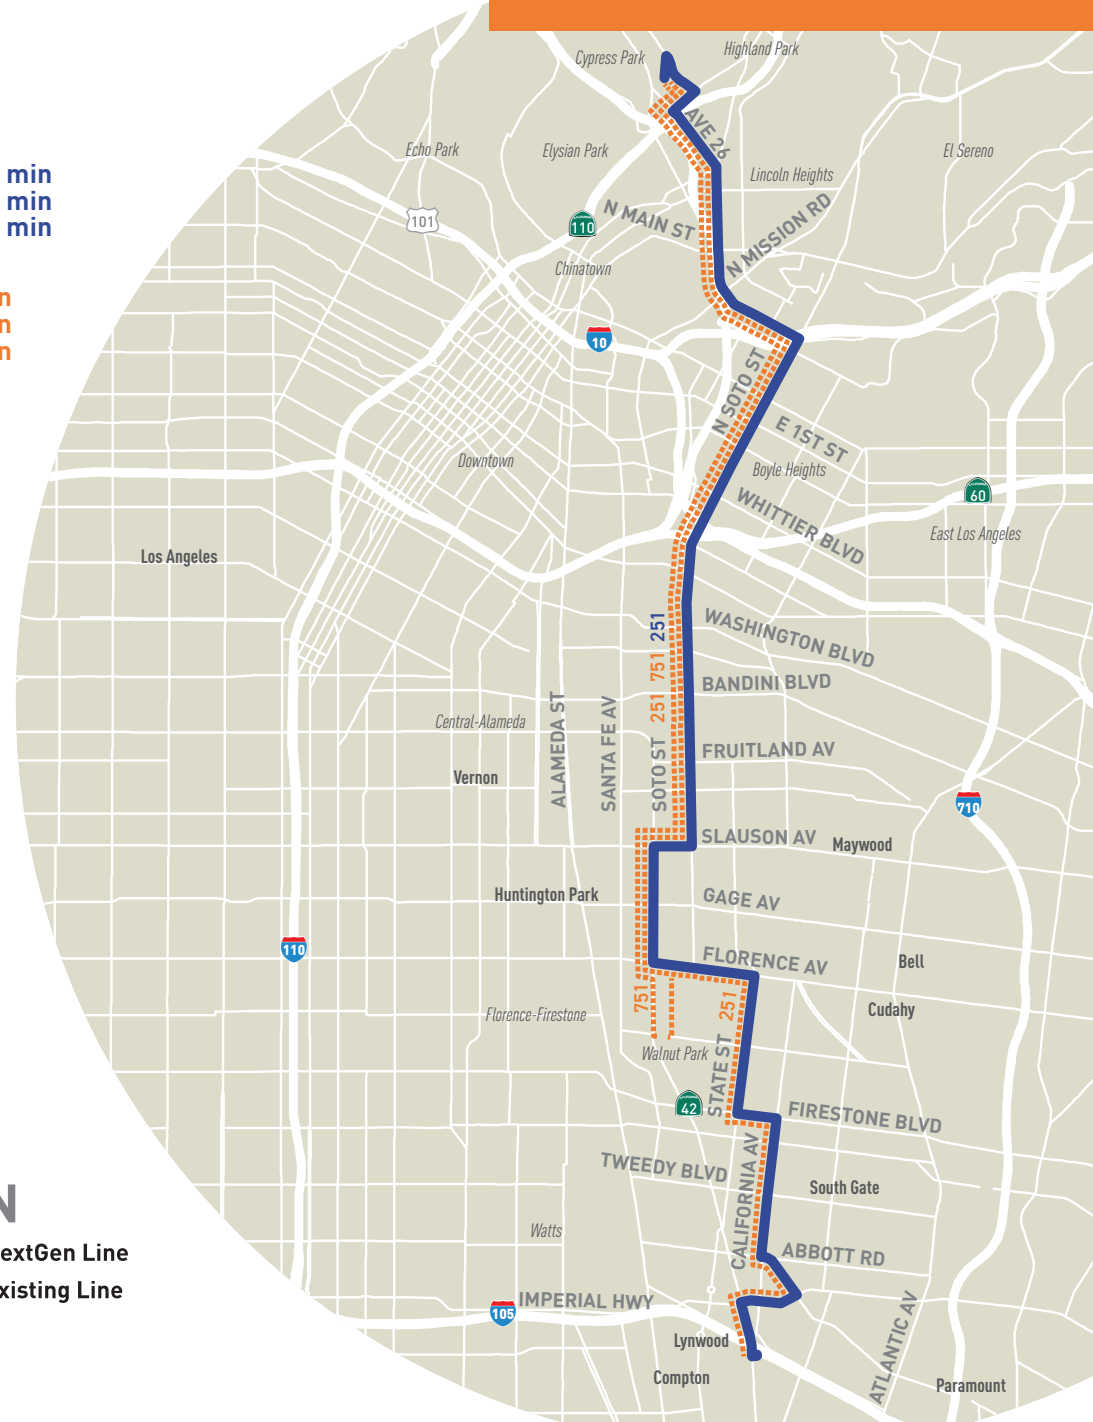 Highland Park
Cypress Park
AVE 26
Echo Park
Elysian Park
El Sereno
Lincoln Heights
min
min
min
101
110
N MAIN ST
N MISSION RD
Chinatown
n
n
n
10
N SOTO ST
E 1ST ST
Downtown
Boyle Heights
WHITTIER BLVD
60
East Los Angeles
Los Angeles
251
751
251
WASHINGTON BLVD
BANDINI BLVD
Central-Alameda
ALAMEDA ST
SANTA FE AV
SOTO ST
FRUITLAND AV
Vernon
710
SLAUSON AV
Maywood
Huntington Park
GAGE AV
110
FLORENCE AV
Bell
751
251
Cudahy
Florence-Firestone
Walnut Park
STATE ST
42
FIRESTONE BLVD
TWEEDY BLVD
CALIFORNIA AV
South Gate
N
Watts
extGen Line
ABBOTT RD
xisting Line
IMPERIAL HWY
105
Lynwood
ATLANTIC AV
Compton
Paramount